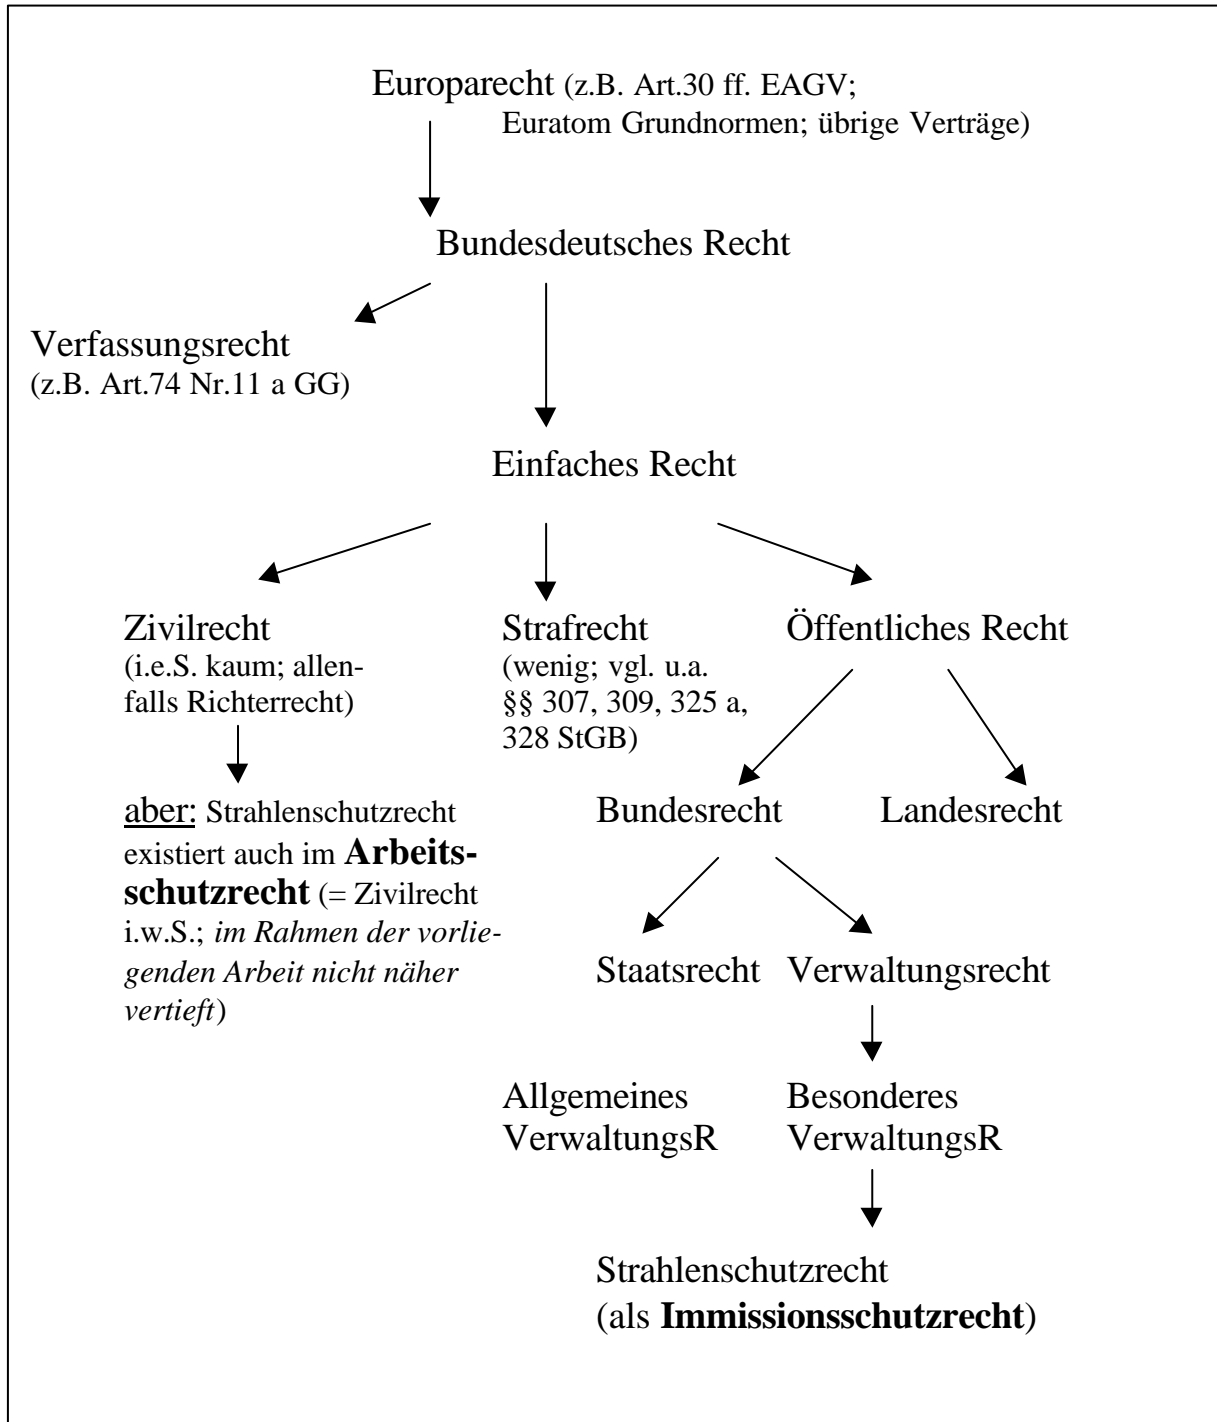 Europarecht (z.B. Art.30 ff. EAGV;
Euratom Grundnormen; übrige Verträge)
Bundesdeutsches Recht
Verfassungsrecht
(z.B. Art.74 Nr.11 a GG)
Einfaches Recht
Zivilrecht
(i.e.S. kaum; allen-
falls Richterrecht)
Strafrecht
(wenig; vgl. u.a.
§§ 307, 309, 325 a,
328 StGB)
Öffentliches Recht
aber: Strahlenschutzrecht
existiert auch im Arbeits-
schutzrecht (= Zivilrecht
i.w.S.; im Rahmen der vorlie-
genden Arbeit nicht näher
vertieft)
Bundesrecht
Landesrecht
Staatsrecht
Verwaltungsrecht
Allgemeines
VerwaltungsR
Besonderes
VerwaltungsR
Strahlenschutzrecht
(als Immissionsschutzrecht)